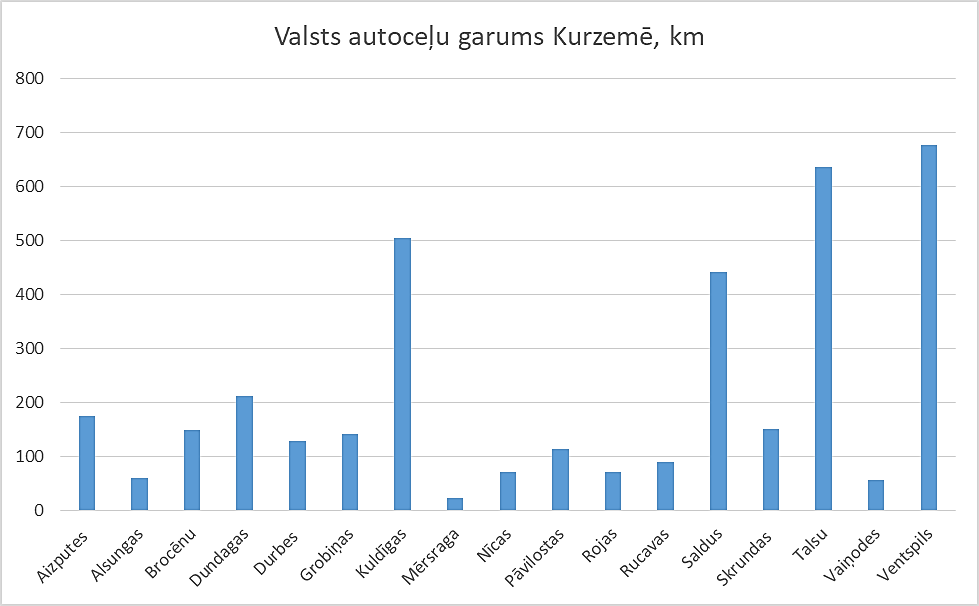 Valsts autoceļu garums Kurzemē, km
800
700
600
500
400
300
200
100
0
Aizputes
Alsungas
Brocēnu
Dundagas
Durbes
Grobiņas
Kuldīgas
Mērsraga
Nīcas
Pāvilostas
Rojas
Rucavas
Saldus
Skrundas
Talsu
Vaiņodes
Ventspils